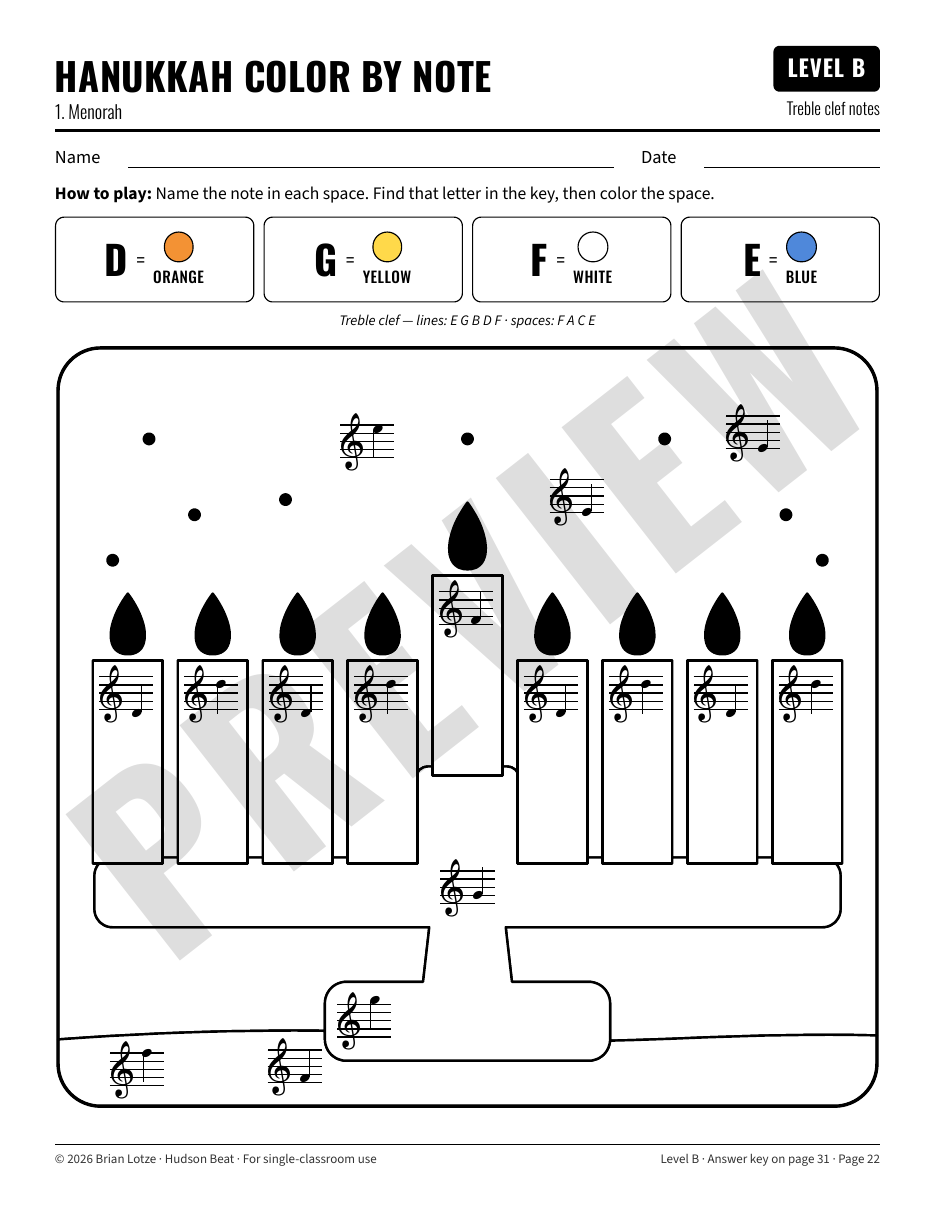 HANUKKAH COLOR BY NOTE
LEVEL B
1. Menorah
Treble clef notes
Name
Date
How to play: Name the note in each space. Find that letter in the key, then color the space.
D = ORANGE
G = YELLOW
F = WHITE
E = BLUE
Treble clef — lines: E G B D F · spaces: F A C E
PREVIEW
© 2026 Brian Lotze · Hudson Beat · For single-classroom use
Level B · Answer key on page 31 · Page 22